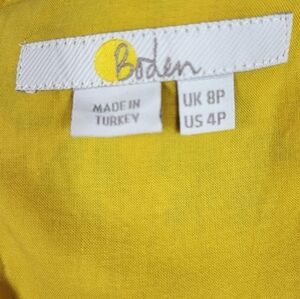 Boden
MADE IN
TURKEY
UK 8P
US 4P